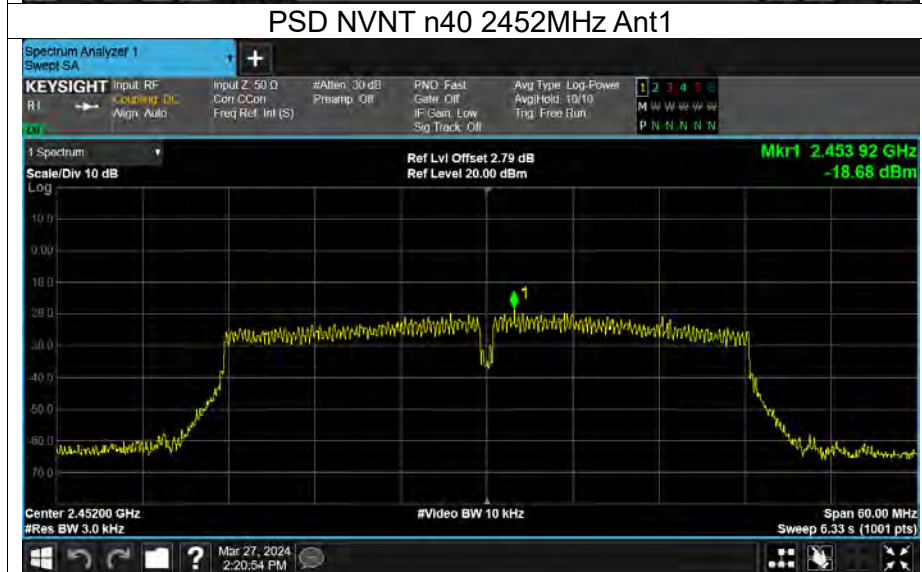 PSD NVNT n40 2452MHz Ant1
Spectrum Analyzer 1
Swept SA
+
KEYSIGHT Input: RF Input Z: 50 Ω #Atten: 30 dB PNO: Fast Avg Type: Log-Power 1 2 3 4 5 6
Coupling: DC Corr CCorr Preamp: Off Gate: Off Avg|Hold: 10/10 M W W W W W
Align: Auto Freq Ref: Int (S) IF Gain: Low Trig: Free Run
Sig Track: Off P N N N N N
1 Spectrum Ref Lvl Offset 2.79 dB Mkr1 2.453 92 GHz
Scale/Div 10 dB Ref Level 20.00 dBm -18.68 dBm
Log
10.0
0.00
-10.0
1
-20.0
-30.0
-40.0
-50.0
-60.0
-70.0
Center 2.45200 GHz #Video BW 10 kHz Span 60.00 MHz
#Res BW 3.0 kHz Sweep 6.33 s (1001 pts)
? Mar 27, 2024
2:20:54 PM